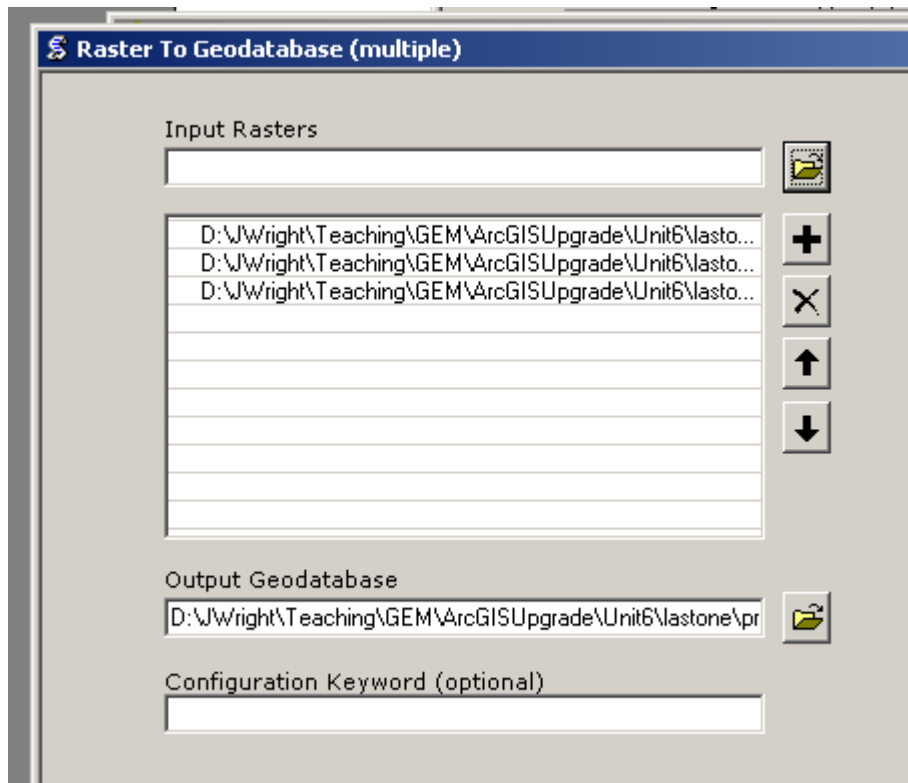 Raster To Geodatabase (multiple)
Input Rasters
D:\JWright\Teaching\GEM\ArcGISUpgrade\Unit6\lasto...
D:\JWright\Teaching\GEM\ArcGISUpgrade\Unit6\lasto...
D:\JWright\Teaching\GEM\ArcGISUpgrade\Unit6\lasto...
Output Geodatabase
D:\JWright\Teaching\GEM\ArcGISUpgrade\Unit6\lastone\pr
Configuration Keyword (optional)